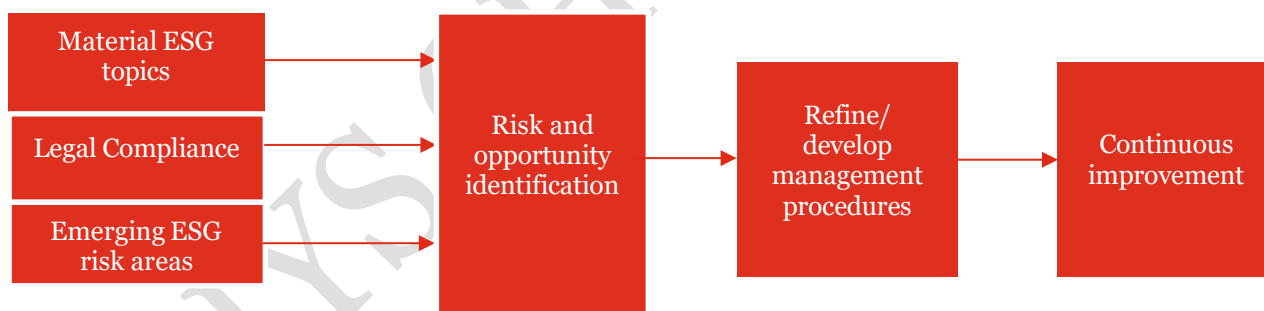 Material ESG
topics
Legal Compliance
Emerging ESG
risk areas
Risk and
opportunity
identification
Refine/
develop
management
procedures
Continuous
improvement